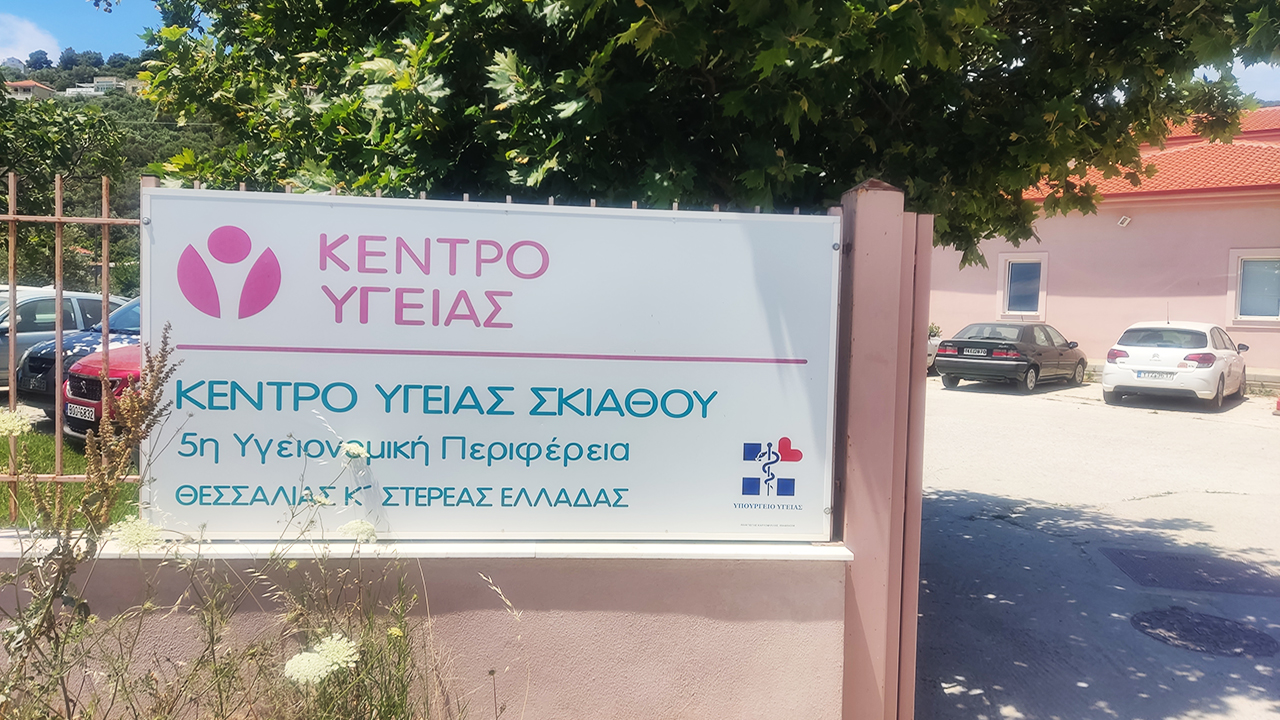 ΚΕΝΤΡΟ
ΥΓΕΙΑΣ
ΚΕΝΤΡΟ ΥΓΕΙΑΣ ΣΚΙΑΘΟΥ
5η Υγειονομική Περιφέρεια
ΘΕΣΣΑΛΙΑΣ Κ΄ ΣΤΕΡΕΑΣ ΕΛΛΑΔΑΣ
ΥΠΟΥΡΓΕΙΟ ΥΓΕΙΑΣ